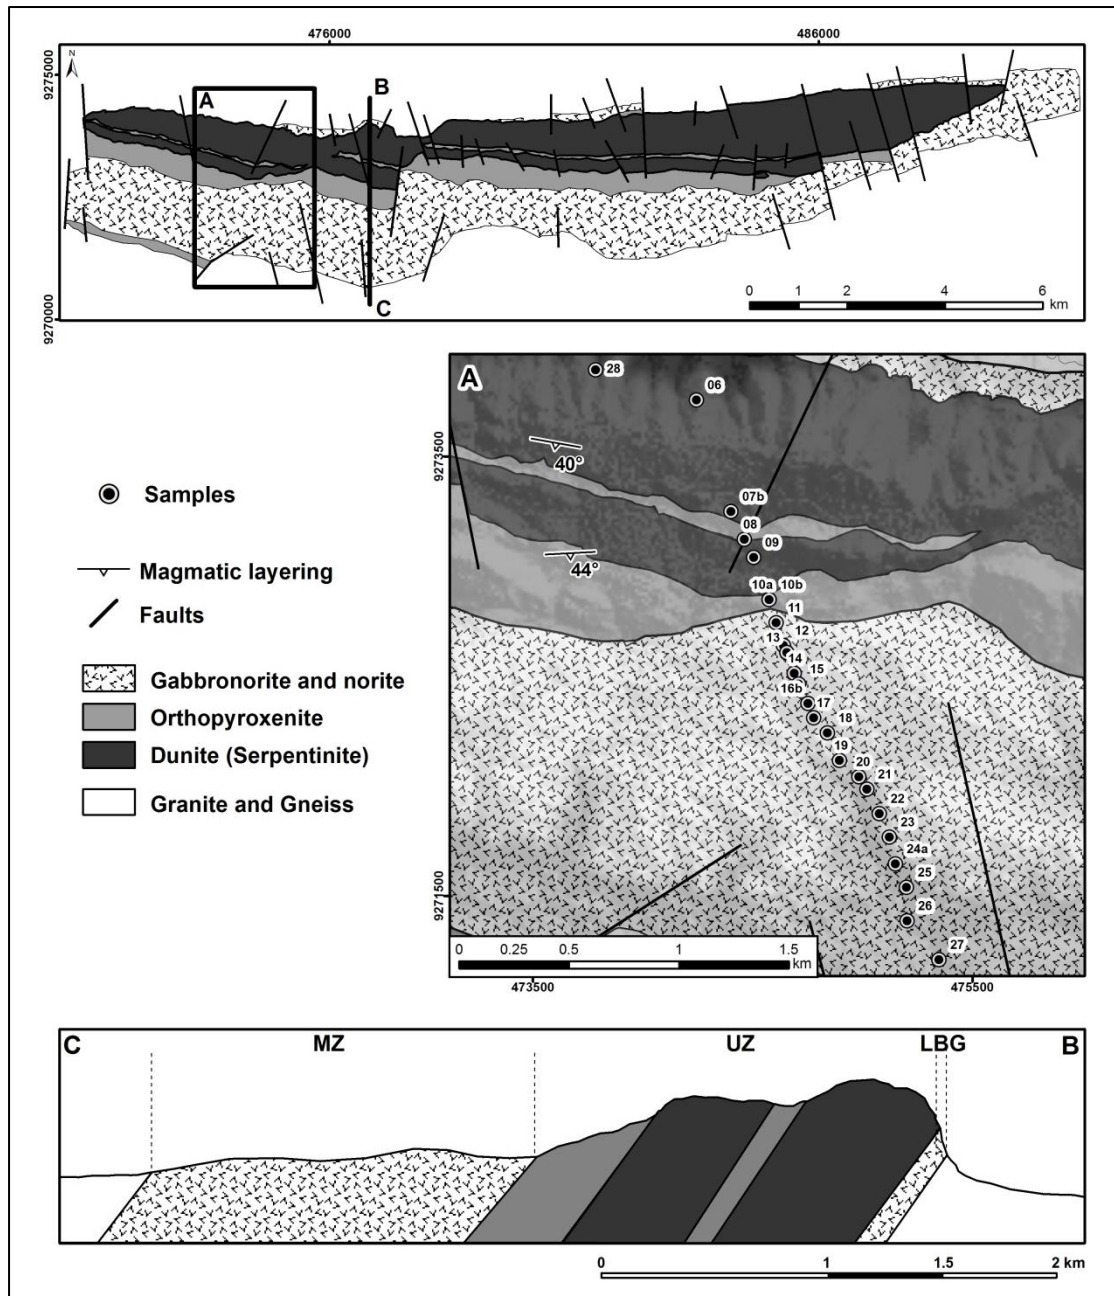 476000
486000
9275000
N
A
B
C
9270000
0 1 2 4 6
km
A
28
06
9273500
40°
07b
08
09
44°
10a 10b
11
13 12
14
15
16b
17
18
19
20
21
22
23
24a
25
26
27
9271500
0 0.25 0.5 1 1.5
km
473500
475500
Samples
Magmatic layering
Faults
Gabbronorite and norite
Orthopyroxenite
Dunite (Serpentinite)
Granite and Gneiss
C MZ UZ LBG B
0 1 1.5 2 km